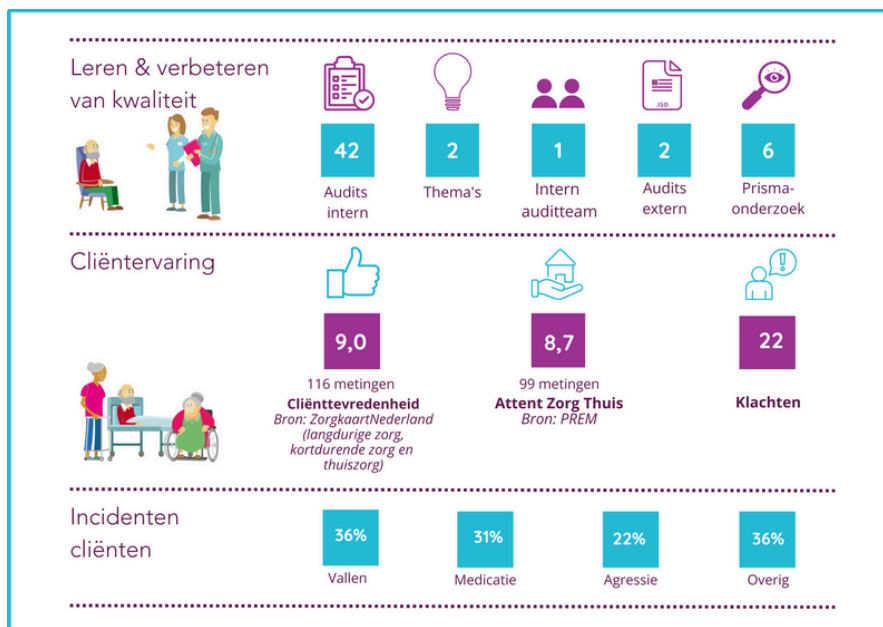 Leren & verbeteren
van kwaliteit
42
2
1
2
6
JSO
Audits
intern
Thema's
Intern
auditteam
Audits
extern
Prisma-
onderzoek
Cliëntervaring
9,0
8,7
22
116 metingen
Cliënttevredenheid
Bron: ZorgkaartNederland
(langdurige zorg,
kortdurende zorg en
thuiszorg)
99 metingen
Attent Zorg Thuis
Bron: PREM
Klachten
Incidenten
cliënten
36%
31%
22%
36%
Vallen
Medicatie
Agressie
Overig